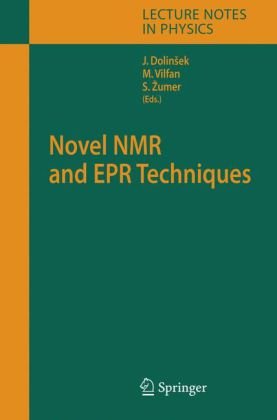 LECTURE NOTES
IN PHYSICS
J. Dolinšek
M. Vilfan
S. Žumer
(Eds.)
Novel NMR
and EPR Techniques
Springer